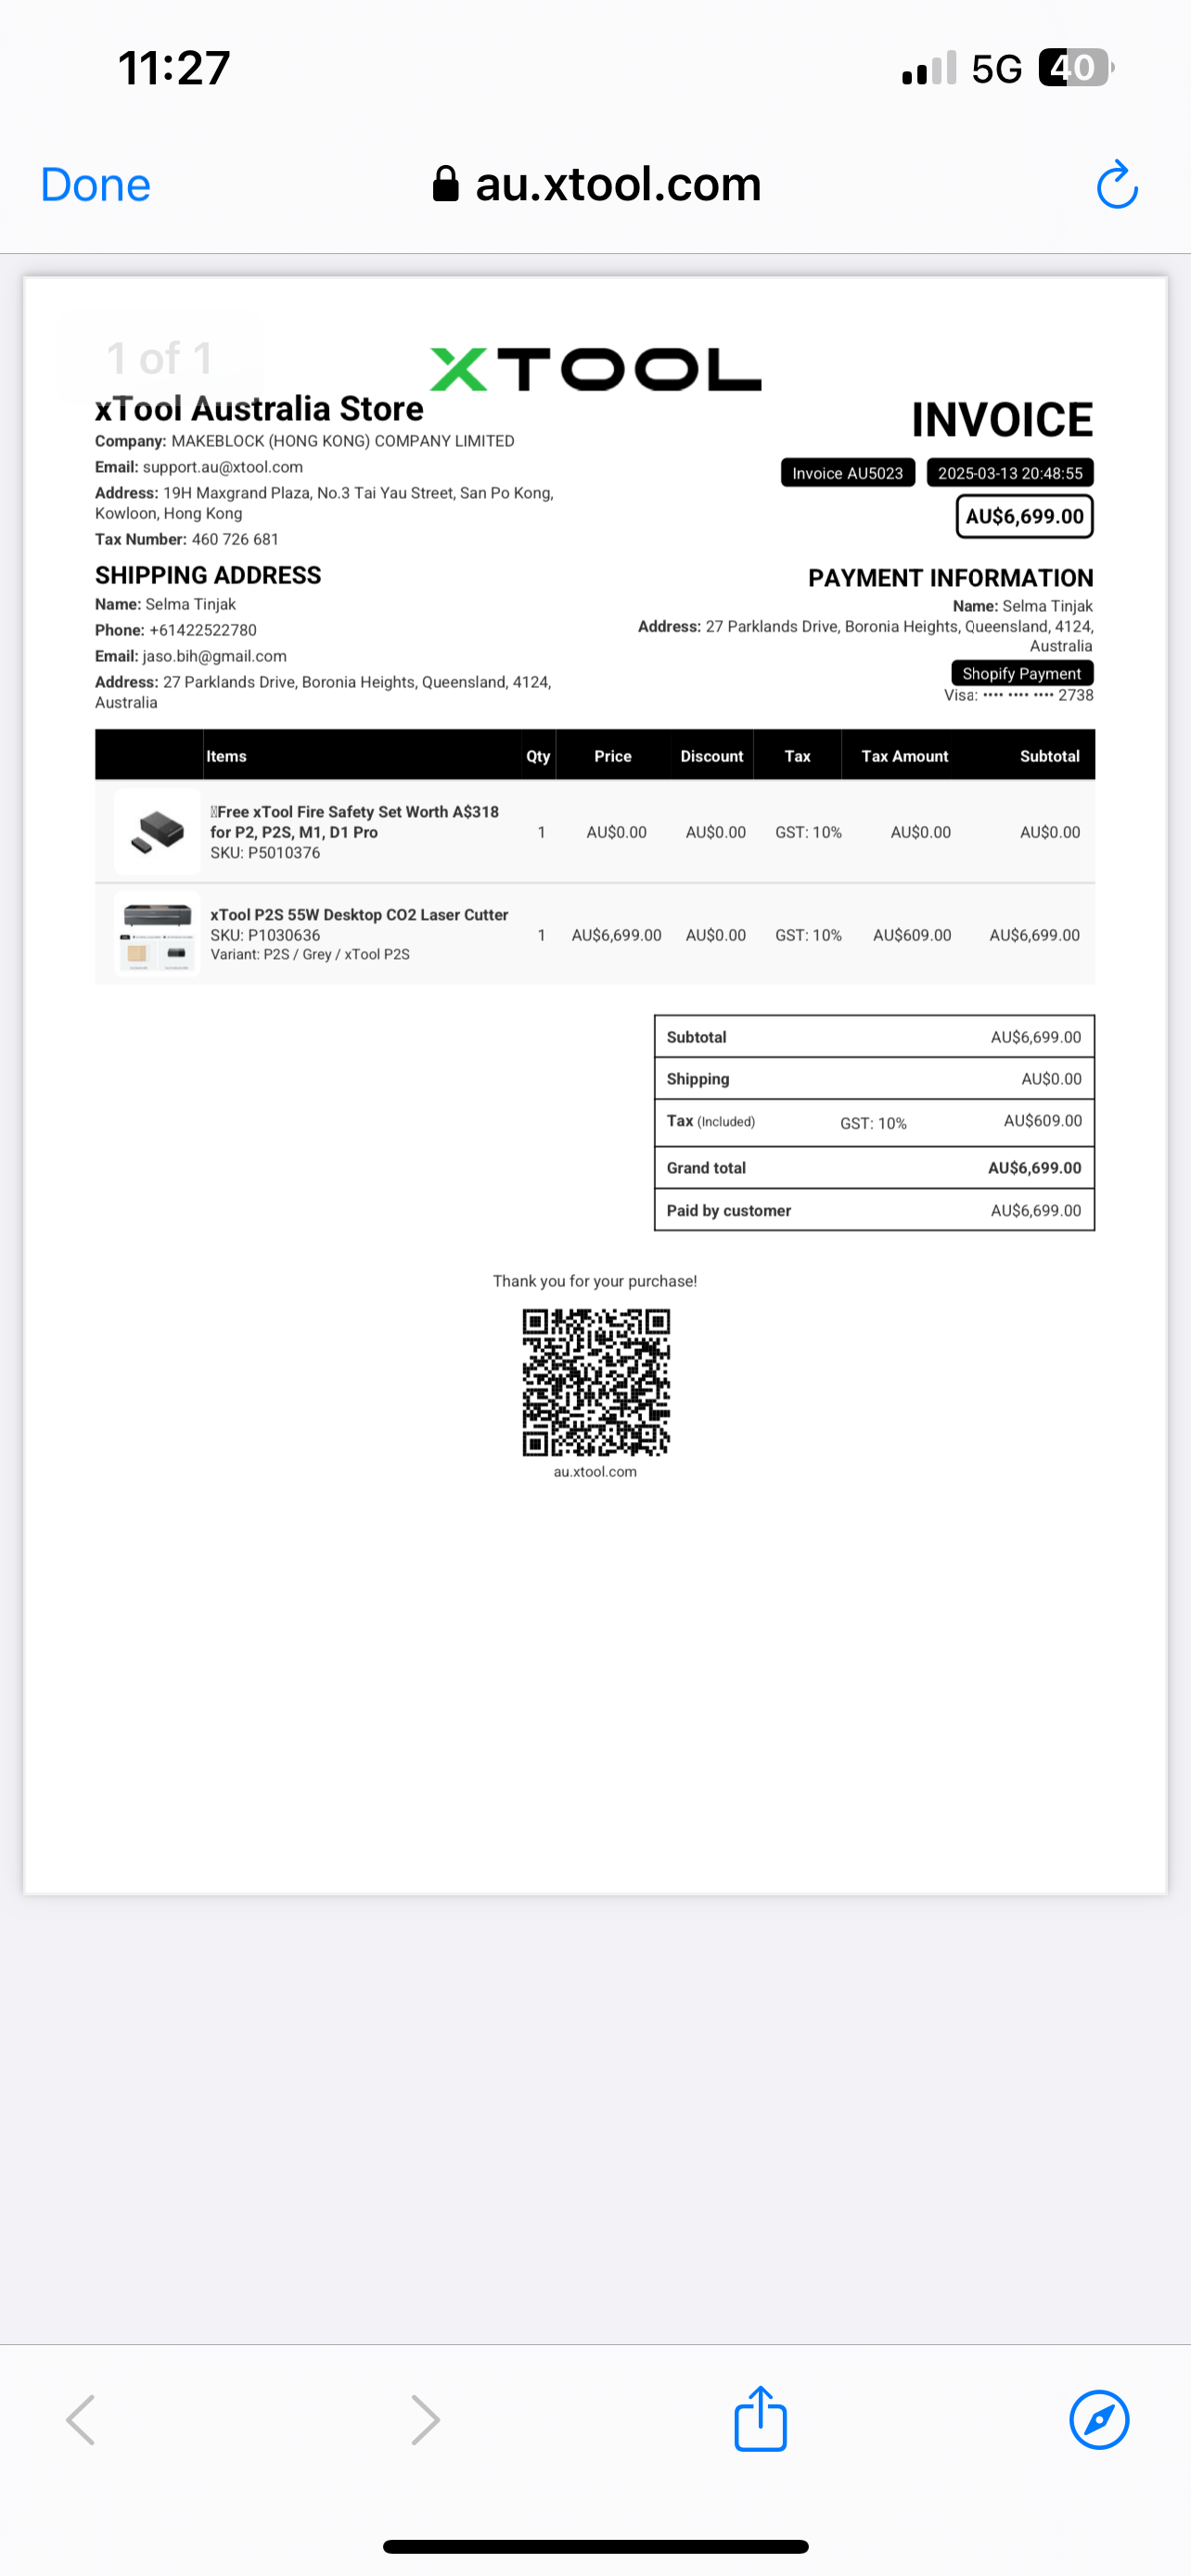 11:27
5G 40
Done
au.xtool.com
1 of 1
XTOOL
xTool Australia Store
Company: MAKEBLOCK (HONG KONG) COMPANY LIMITED
Email: support.au@xtool.com
Address: 19H Maxgrand Plaza, No.3 Tai Yau Street, San Po Kong,
Kowloon, Hong Kong
Tax Number: 460 726 681
INVOICE
Invoice AU5023 2025-03-13 20:48:55
AU$6,699.00
SHIPPING ADDRESS
Name: Selma Tinjak
Phone: +61422522780
Email: jaso.bih@gmail.com
Address: 27 Parklands Drive, Boronia Heights, Queensland, 4124,
Australia
PAYMENT INFORMATION
Name: Selma Tinjak
Address: 27 Parklands Drive, Boronia Heights, Queensland, 4124,
Australia
Shopify Payment
Visa: •••• •••• •••• 2738
Items Qty Price Discount Tax Tax Amount Subtotal
Free xTool Fire Safety Set Worth A$318
for P2, P2S, M1, D1 Pro
SKU: P5010376
1 AU$0.00 AU$0.00 GST: 10% AU$0.00 AU$0.00
xTool P2S 55W Desktop CO2 Laser Cutter
SKU: P1030636
Variant: P2S / Grey / xTool P2S
1 AU$6,699.00 AU$0.00 GST: 10% AU$609.00 AU$6,699.00
Subtotal AU$6,699.00
Shipping AU$0.00
Tax (Included) GST: 10% AU$609.00
Grand total AU$6,699.00
Paid by customer AU$6,699.00
Thank you for your purchase!
au.xtool.com